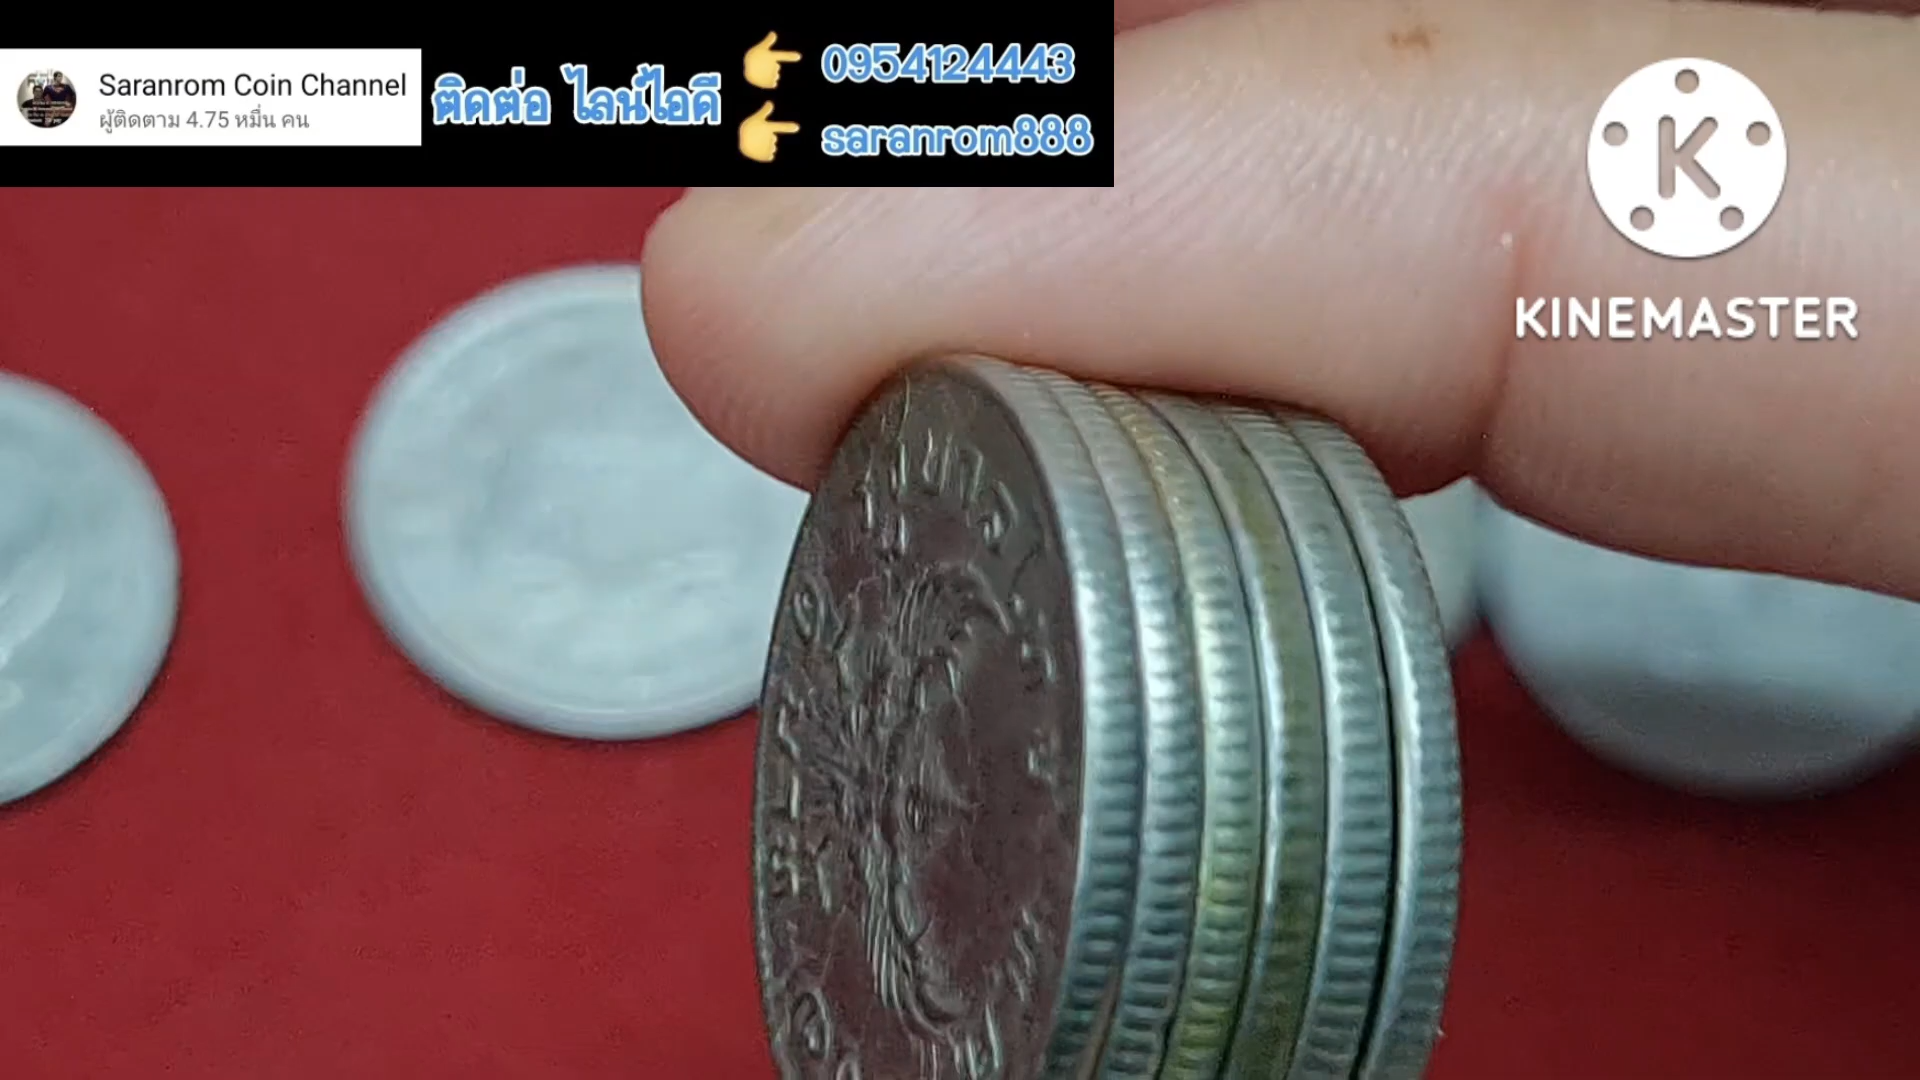 Saranrom Coin Channel
ผู้ติดตาม 4.75 หมื่น คน
ติดต่อ ไลน์ไอดี
👉 0954124443
👉 saranrom888
KINEMASTER